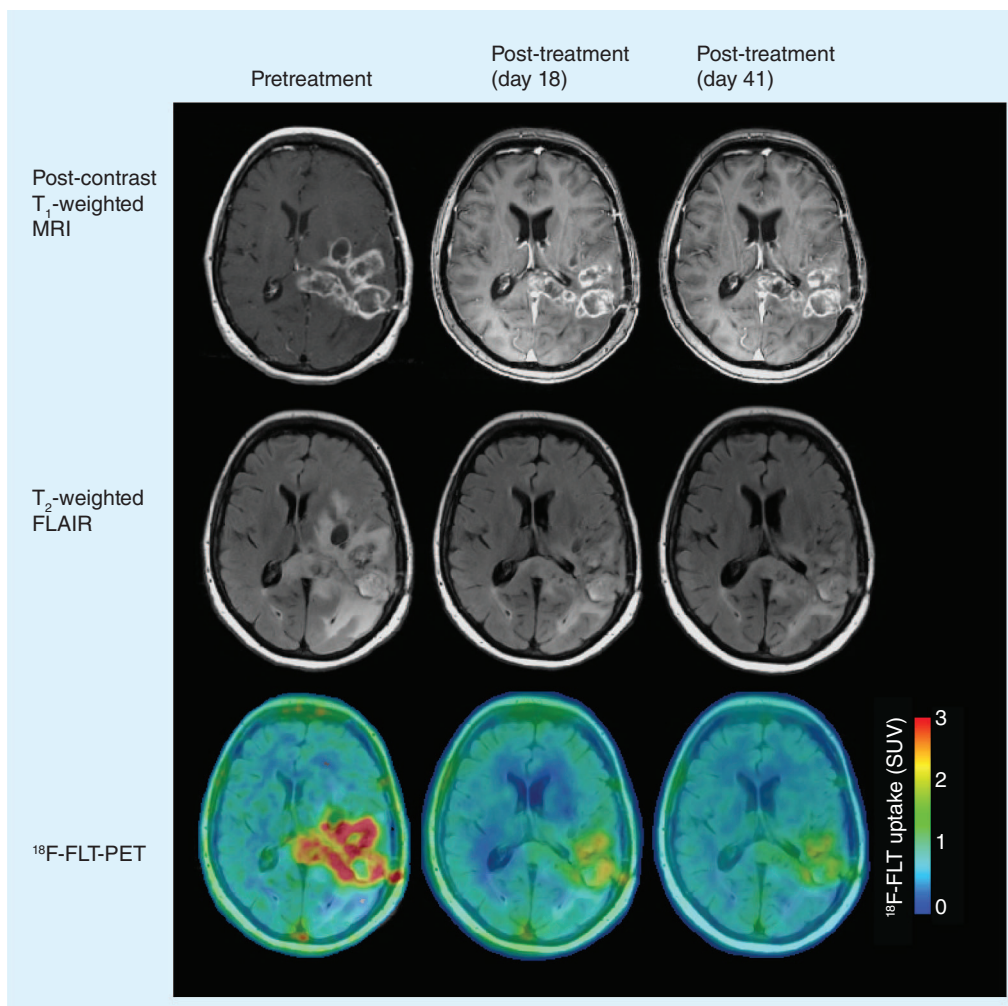 Pretreatment
Post-treatment
(day 18)
Post-treatment
(day 41)
Post-contrast
T₁-weighted
MRI
T₂-weighted
FLAIR
¹⁸F-FLT-PET
¹⁸F-FLT uptake (SUV)
3
2
1
0